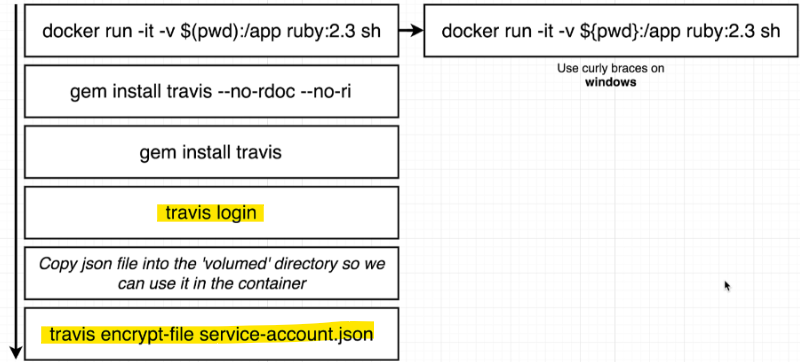 docker run -it -v $(pwd):/app ruby:2.3 sh
docker run -it -v ${pwd}:/app ruby:2.3 sh
Use curly braces on
windows
gem install travis --no-rdoc --no-ri
gem install travis
travis login
Copy json file into the 'volumed' directory so we
can use it in the container
travis encrypt-file service-account.json